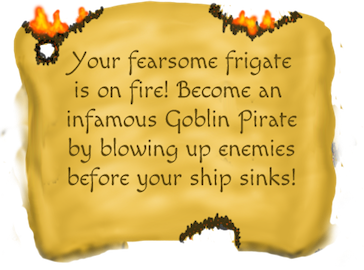 Your fearsome frigate
is on fire! Become an
infamous Goblin Pirate
by blowing up enemies
before your ship sinks!